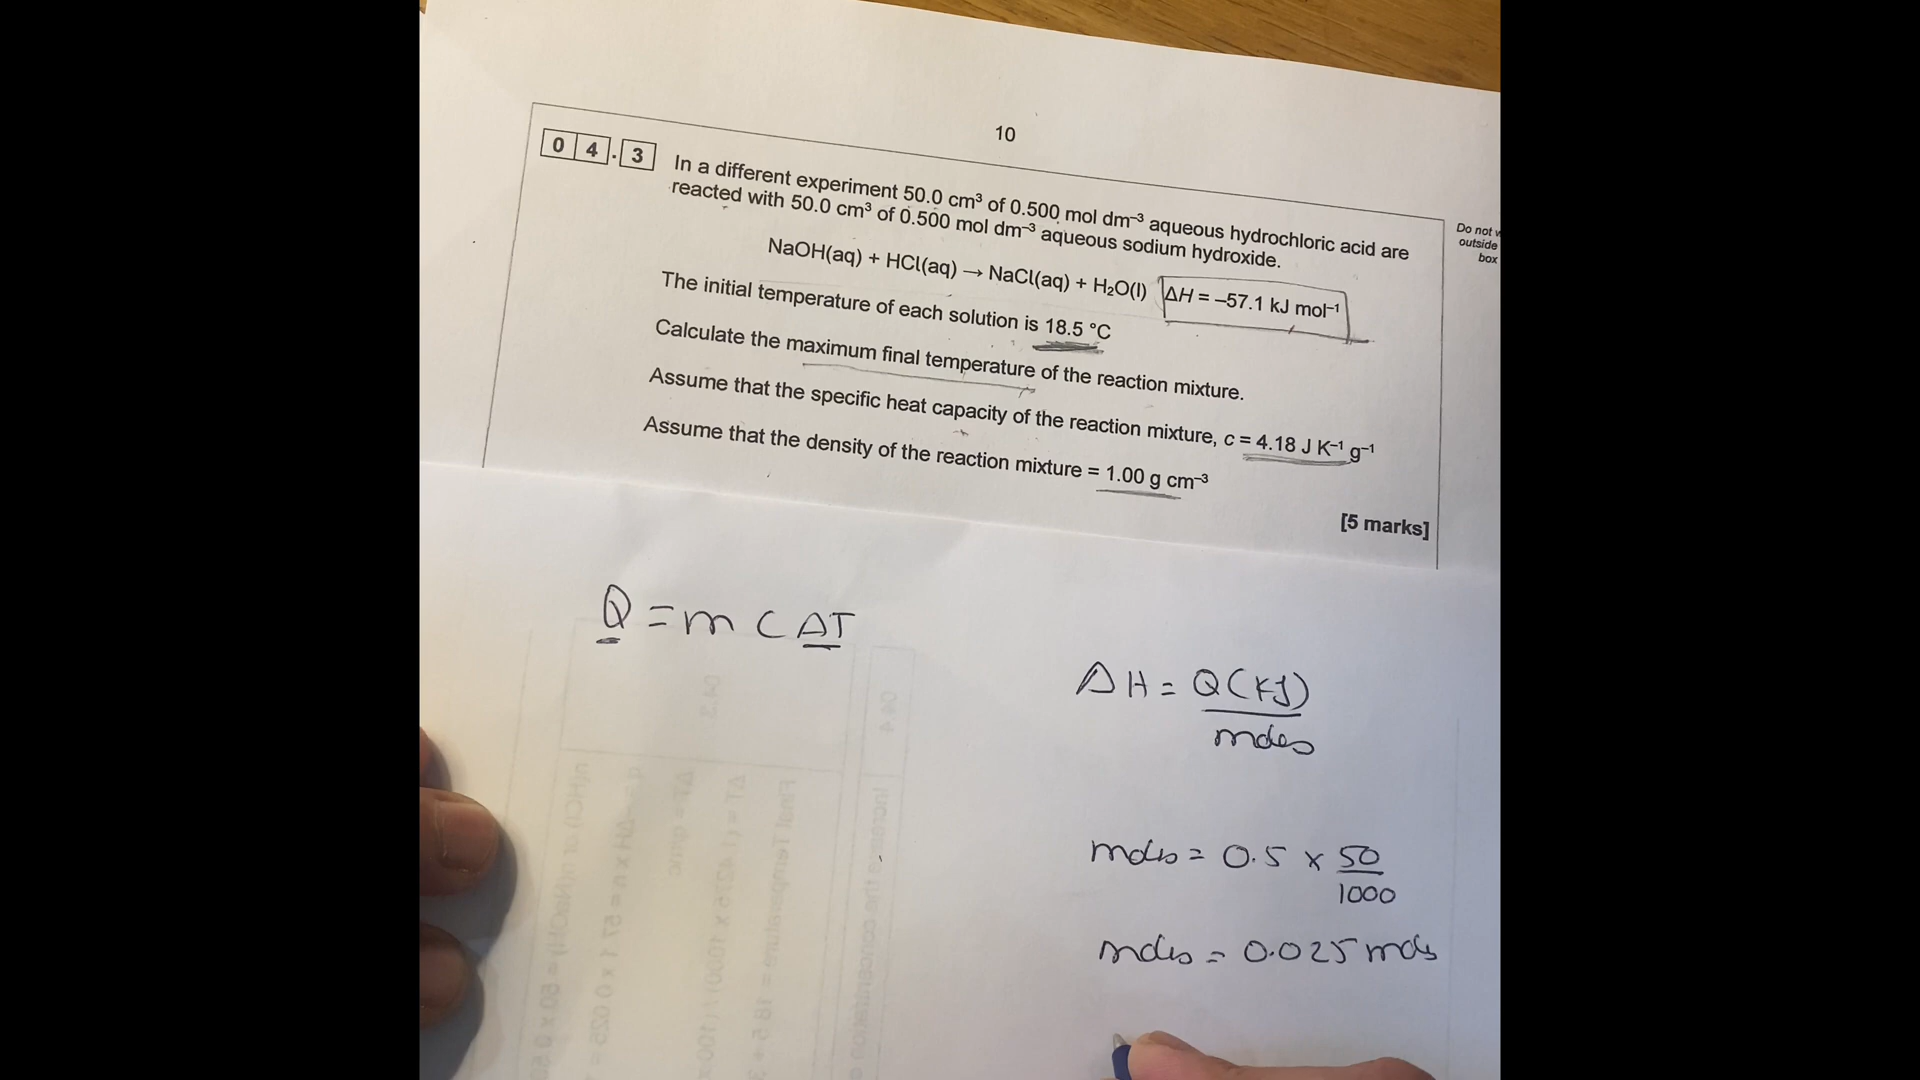 10
0 4 . 3 In a different experiment 50.0 cm³ of 0.500 mol dm⁻³ aqueous hydrochloric acid are
reacted with 50.0 cm³ of 0.500 mol dm⁻³ aqueous sodium hydroxide.
NaOH(aq) + HCl(aq) → NaCl(aq) + H₂O(l) ΔH = –57.1 kJ mol⁻¹
The initial temperature of each solution is 18.5 °C
Calculate the maximum final temperature of the reaction mixture.
Assume that the specific heat capacity of the reaction mixture, c = 4.18 J K⁻¹ g⁻¹
Assume that the density of the reaction mixture = 1.00 g cm⁻³
[5 marks]
Do not
outside
box
Q = m c ΔT
ΔH = Q(kJ)
moles
moles = 0.5 × 50
1000
moles = 0.025 mols